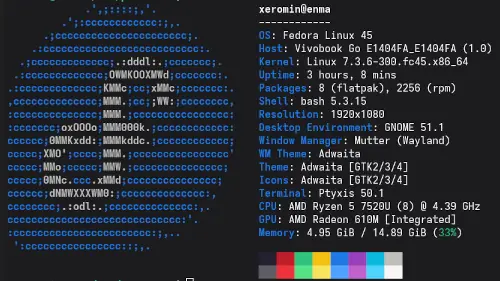 xeromin@enma
------------
OS: Fedora Linux 45
Host: Vivobook Go E1404FA_E1404FA (1.0)
Kernel: Linux 7.3.6-300.fc45.x86_64
Uptime: 3 hours, 8 mins
Packages: 8 (flatpak), 2256 (rpm)
Shell: bash 5.3.15
Resolution: 1920x1080
Desktop Environment: GNOME 51.1
Window Manager: Mutter (Wayland)
WM Theme: Adwaita
Theme: Adwaita [GTK2/3/4]
Icons: Adwaita [GTK2/3/4]
Terminal: Ptyxis 50.1
CPU: AMD Ryzen 5 7520U (8) @ 4.39 GHz
GPU: AMD Radeon 610M [Integrated]
Memory: 4.95 GiB / 14.89 GiB (33%)